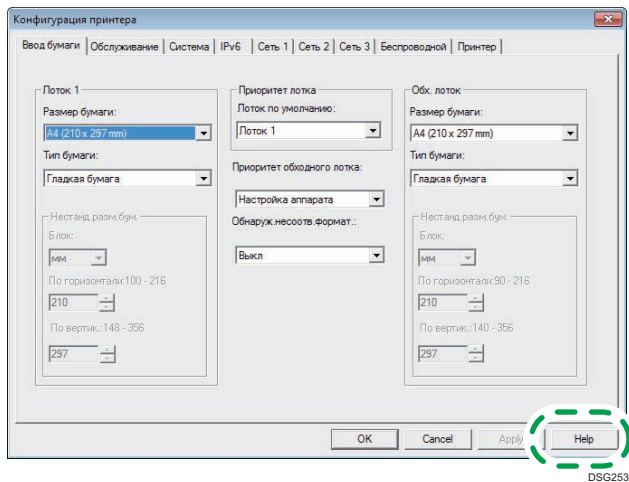 Конфигурация принтера
Ввод бумаги Обслуживание Система IPv6 Сеть 1 Сеть 2 Сеть 3 Беспроводной Принтер
Лоток 1
Размер бумаги:
A4 (210 x 297 mm)
Тип бумаги:
Гладкая бумага
Нестанд.разм.бум.
Блок:
мм
По горизонтали:100 - 216
210
По вертик.:148 - 356
297
Приоритет лотка
Лоток по умолчанию:
Лоток 1
Приоритет обходного лотка:
Настройка аппарата
Обнаруж.несоотв.формат.:
Выкл
Обх. лоток
Размер бумаги:
A4 (210 x 297 mm)
Тип бумаги:
Гладкая бумага
Нестанд.разм.бум.
Блок:
мм
По горизонтали:90 - 216
210
По вертик.:140 - 356
297
OK Cancel Apply Help
DSG253